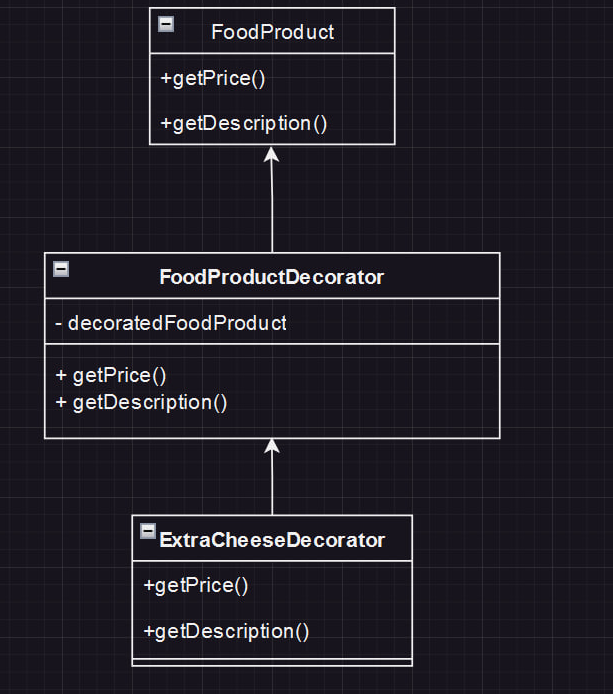 FoodProduct
+getPrice()
+getDescription()
FoodProductDecorator
- decoratedFoodProduct
+ getPrice()
+ getDescription()
ExtraCheeseDecorator
+getPrice()
+getDescription()